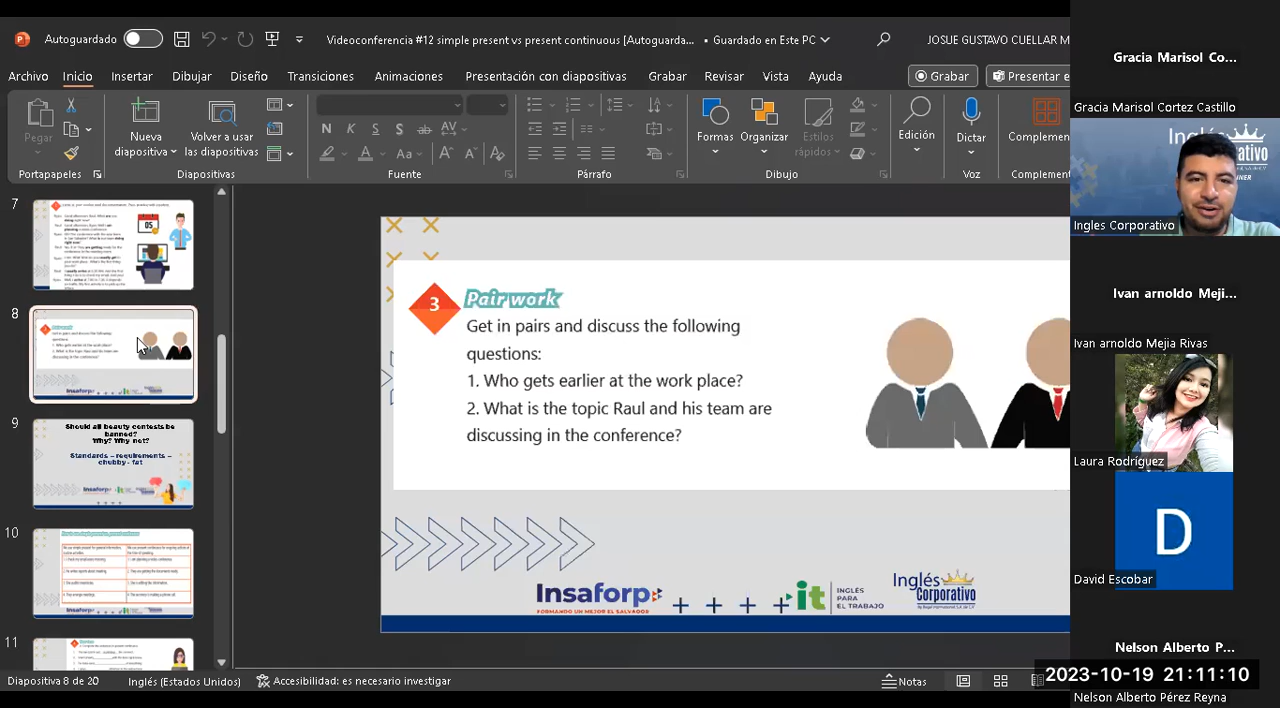 Autoguardado
Videoconferencia #12 simple present vs present continuous [Autoguarda... • Guardado en Este PC
JOSUE GUSTAVO CUELLAR M
Archivo Inicio Insertar Dibujar Diseño Transiciones Animaciones Presentación con diapositivas Grabar Revisar Vista Ayuda
Grabar
Presentar e
Pegar
Nueva
diapositiva
Volver a usar
las diapositivas
Formas
Organizar
Estilos
rápidos
Edición
Dictar
Complemen
Portapapeles
Diapositivas
Fuente
Párrafo
Dibujo
Voz
Complement
7
8
9
Should all beauty contests be
banned?
Why? Why not?
Standards – requirements –
chubby - fat
10
11
3
Pair work
Get in pairs and discuss the following
questions:
1. Who gets earlier at the work place?
2. What is the topic Raul and his team are
discussing in the conference?
Insaforp
FORMANDO UN MEJOR EL SALVADOR
it
INGLÉS
PARA
EL TRABAJO
Inglés
Corporativo
Diapositiva 8 de 20
Inglés (Estados Unidos)
Accesibilidad: es necesario investigar
Notas
Gracia Marisol Co...
Gracia Marisol Cortez Castillo
Ingles Corporativo
Ivan arnoldo Meji...
Ivan arnoldo Mejia Rivas
Laura Rodríguez
D
David Escobar
Nelson Alberto P...
2023-10-19 21:11:10
Nelson Alberto Pérez Reyna